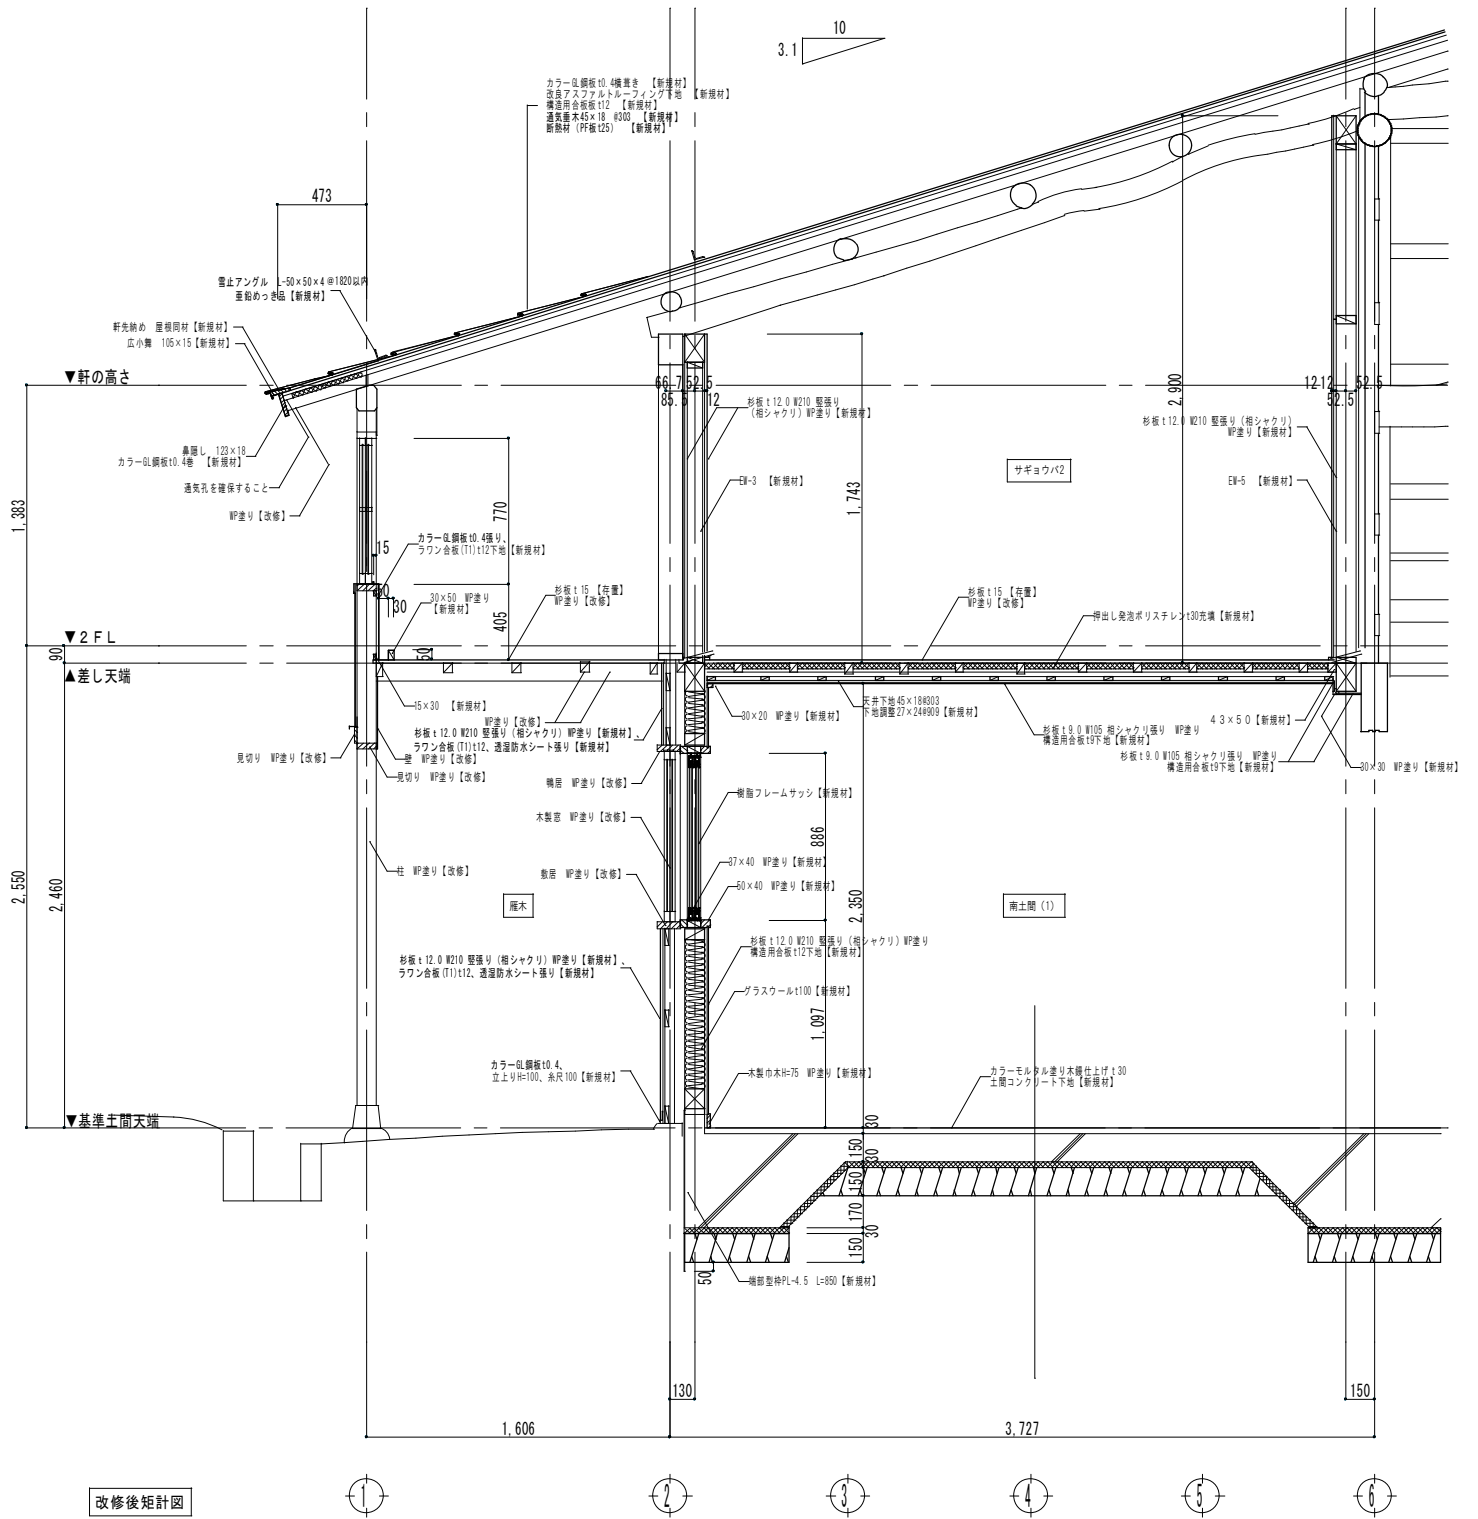 10
3.1
カラーGL鋼板t0.4横葺き 【新規材】
改良アスファルトルーフィング下地 【新規材】
構造用合板板t12 【新規材】
通気垂木45×18 @303 【新規材】
断熱材 (PF板t25) 【新規材】
473
雪止アングル L-50×50×4 @1820以内
亜鉛めっき品【新規材】
軒先納め 屋根同材【新規材】
広小舞 105×15【新規材】
▼軒の高さ
鼻隠し 123×18
カラーGL鋼板t0.4巻 【新規材】
通気孔を確保すること
WP塗り【改修】
1,383
770
405
15
30
カラーGL鋼板t0.4張り、
ラワン合板(T1)t12下地【新規材】
30×50 WP塗り
【新規材】
50
杉板t15 【存置】
WP塗り【改修】
66.7
52.5
85.5
12
杉板t12.0 W210 竪張り
(相シャクリ) WP塗り【新規材】
EW-3 【新規材】
1,743
2,900
サギョウバ2
1212
52.5
52.5
杉板t12.0 W210 竪張り (相シャクリ)
WP塗り【新規材】
EW-5 【新規材】
杉板t15 【存置】
WP塗り【改修】
押出し発泡ポリスチレンt30充填【新規材】
▼2FL
90
▲差し天端
15×30 【新規材】
WP塗り【改修】
杉板t12.0 W210 竪張り (相シャクリ) WP塗り【新規材】、
ラワン合板(T1)t12、透湿防水シート張り【新規材】
見切り WP塗り【改修】
壁 WP塗り【改修】
見切り WP塗り【改修】
鴨居 WP塗り【改修】
木製窓 WP塗り【改修】
敷居 WP塗り【改修】
柱 WP塗り【改修】
30×20 WP塗り【新規材】
天井下地45×18@303
下地調整27×24@909【新規材】
杉板t9.0 W105 相シャクリ張り WP塗り
構造用合板t9下地【新規材】
43×50【新規材】
杉板t9.0 W105 相シャクリ張り WP塗り
構造用合板t9下地【新規材】
30×30 WP塗り【新規材】
樹脂フレームサッシ【新規材】
886
37×40 WP塗り【新規材】
50×40 WP塗り【新規材】
2,550
2,460
2,350
雁木
南土間(1)
杉板t12.0 W210 竪張り (相シャクリ) WP塗り
構造用合板t12下地【新規材】
杉板t12.0 W210 竪張り (相シャクリ) WP塗り【新規材】、
ラワン合板(T1)t12、透湿防水シート張り【新規材】
グラスウールt100【新規材】
1,097
カラーGL鋼板t0.4、
立上りH=100、糸尺100【新規材】
木製巾木H=75 WP塗り【新規材】
カラーモルタル塗り木鏝仕上げt30
土間コンクリート下地【新規材】
▼基準土間天端
30
150
30
150
170
30
150
50
端部型枠PL-4.5 L=850【新規材】
130
150
1,606
3,727
改修後矩計図
1
2
3
4
5
6